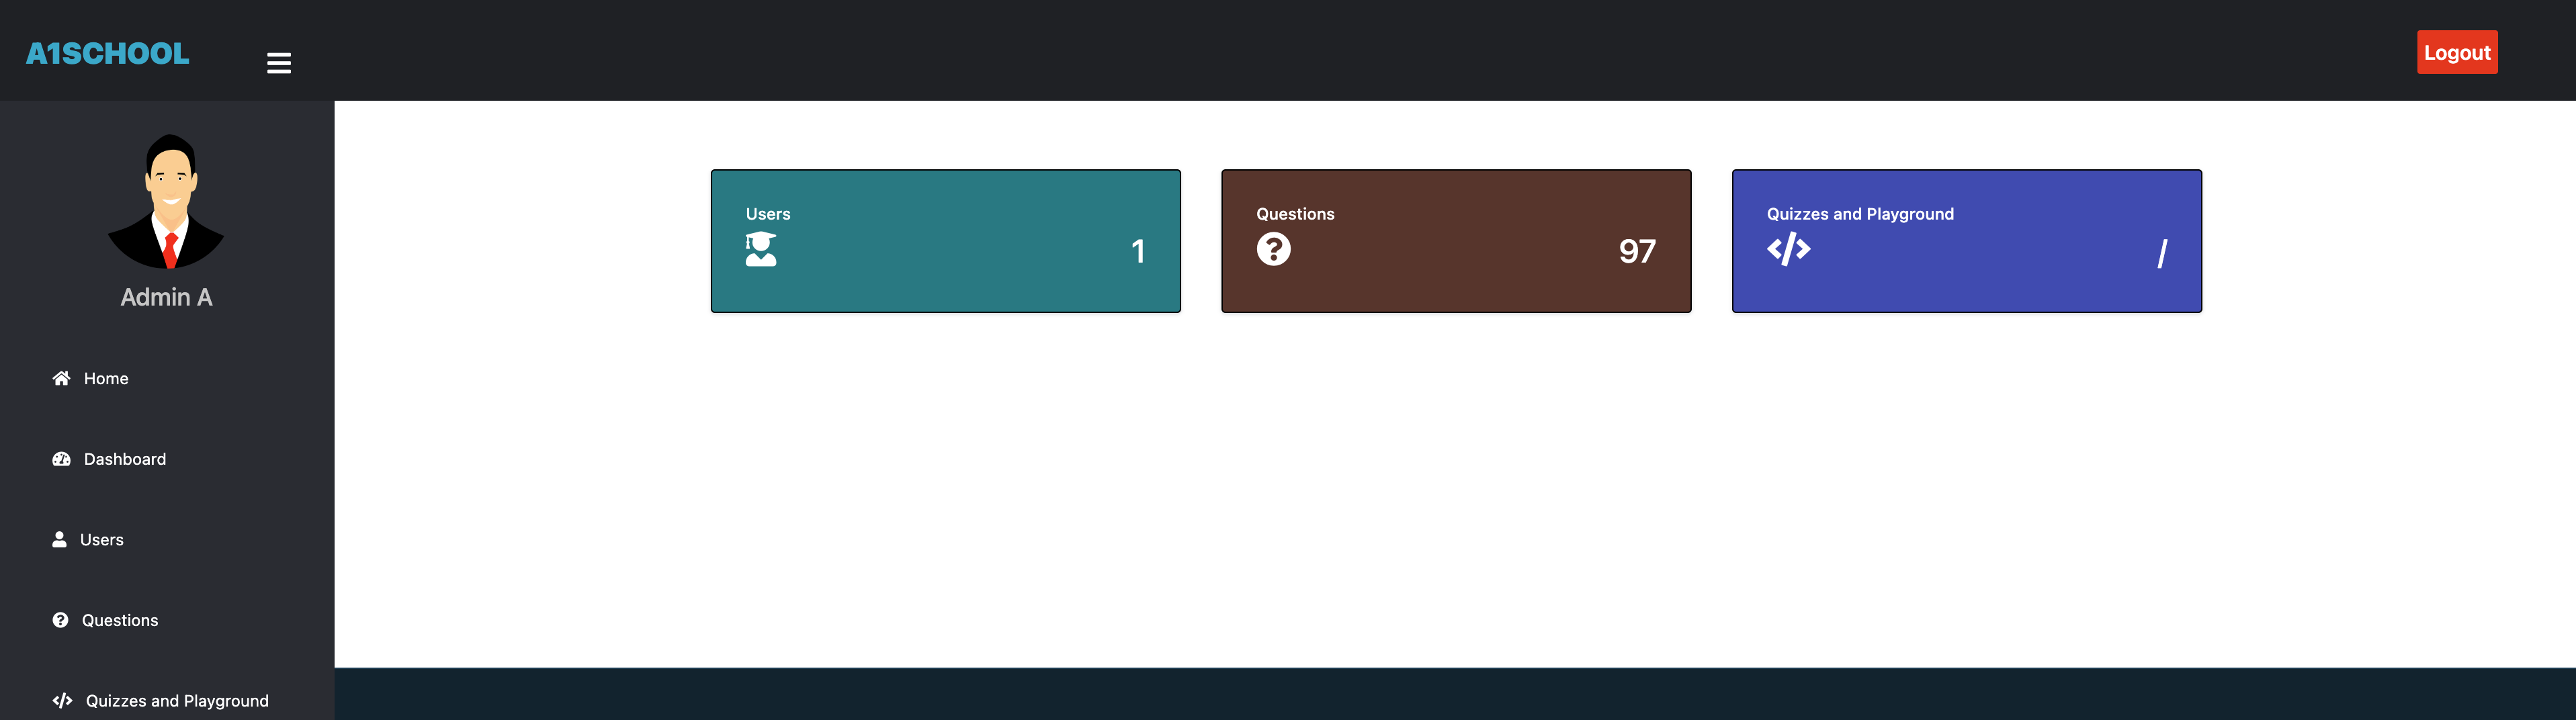 A1SCHOOL
Logout
Admin A
Home
Dashboard
Users
Questions
Quizzes and Playground
Users
1
Questions
97
Quizzes and Playground
/